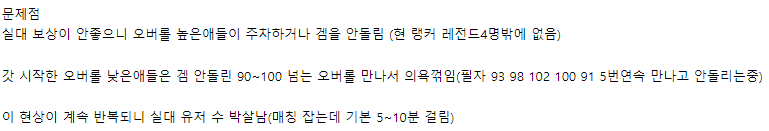 문제점
실대 보상이 안좋으니 오버롤 높은애들이 주차하거나 겜을 안돌림 (현 랭커 레전드4명밖에 없음)
갓 시작한 오버롤 낮은애들은 겜 안돌린 90~100 넘는 오버롤 만나서 의욕꺾임(필자 93 98 102 100 91 5번연속 만나고 안돌리는중)
이 현상이 계속 반복되니 실대 유저 수 박살남(매칭 잡는데 기본 5~10분 걸림)